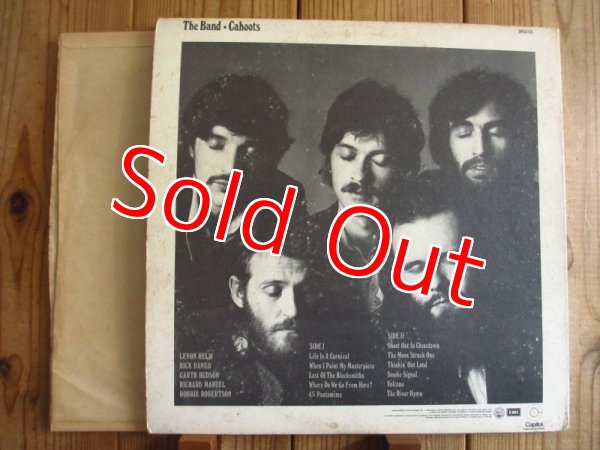 The Band • Cahoots
Sold Out
LEVON HELM
RICK DANKO
GARTH HUDSON
RICHARD MANUEL
ROBBIE ROBERTSON
SIDE I
Life Is A Carnival
When I Paint My Masterpiece
Last Of The Blacksmiths
Where Do We Go From Here?
4% Pantomime
SIDE II
Shoot Out In Chinatown
The Moon Struck One
Thinkin' Out Loud
Smoke Signal
Volcano
The River Hymn
EMI
Capitol